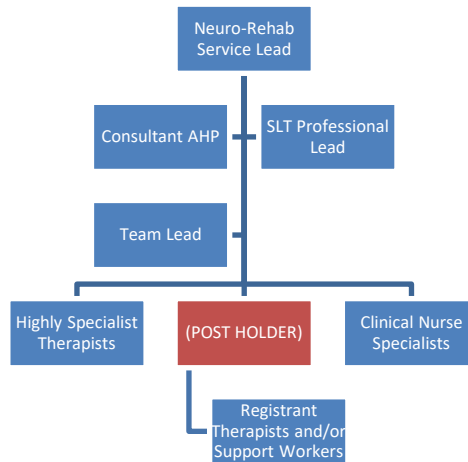 Neuro-Rehab
Service Lead
Consultant AHP
SLT Professional
Lead
Team Lead
Highly Specialist
Therapists
(POST HOLDER)
Clinical Nurse
Specialists
Registrant
Therapists and/or
Support Workers